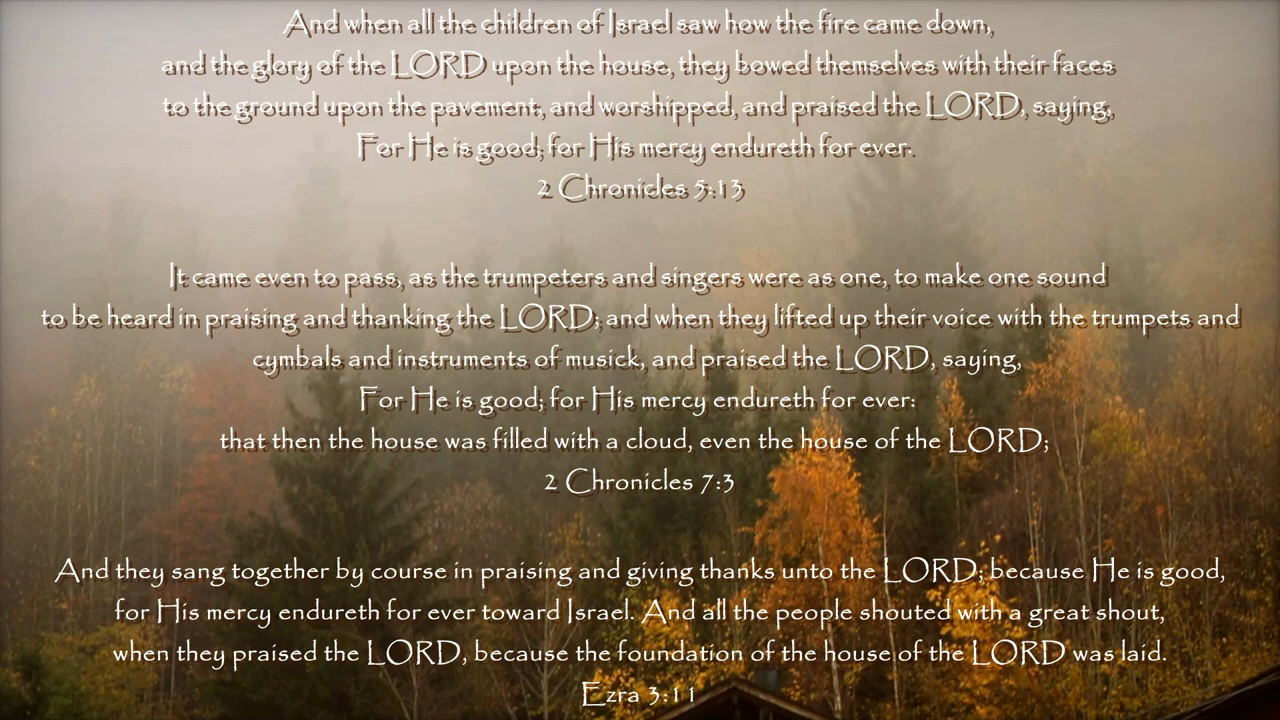 And when all the children of Israel saw how the fire came down,
and the glory of the LORD upon the house, they bowed themselves with their faces
to the ground upon the pavement, and worshipped, and praised the LORD, saying,
For He is good; for His mercy endureth for ever.
2 Chronicles 5:13
It came even to pass, as the trumpeters and singers were as one, to make one sound
to be heard in praising and thanking the LORD; and when they lifted up their voice with the trumpets and
cymbals and instruments of musick, and praised the LORD, saying,
For He is good; for His mercy endureth for ever:
that then the house was filled with a cloud, even the house of the LORD;
2 Chronicles 7:3
And they sang together by course in praising and giving thanks unto the LORD; because He is good,
for His mercy endureth for ever toward Israel. And all the people shouted with a great shout,
when they praised the LORD, because the foundation of the house of the LORD was laid.
Ezra 3:11